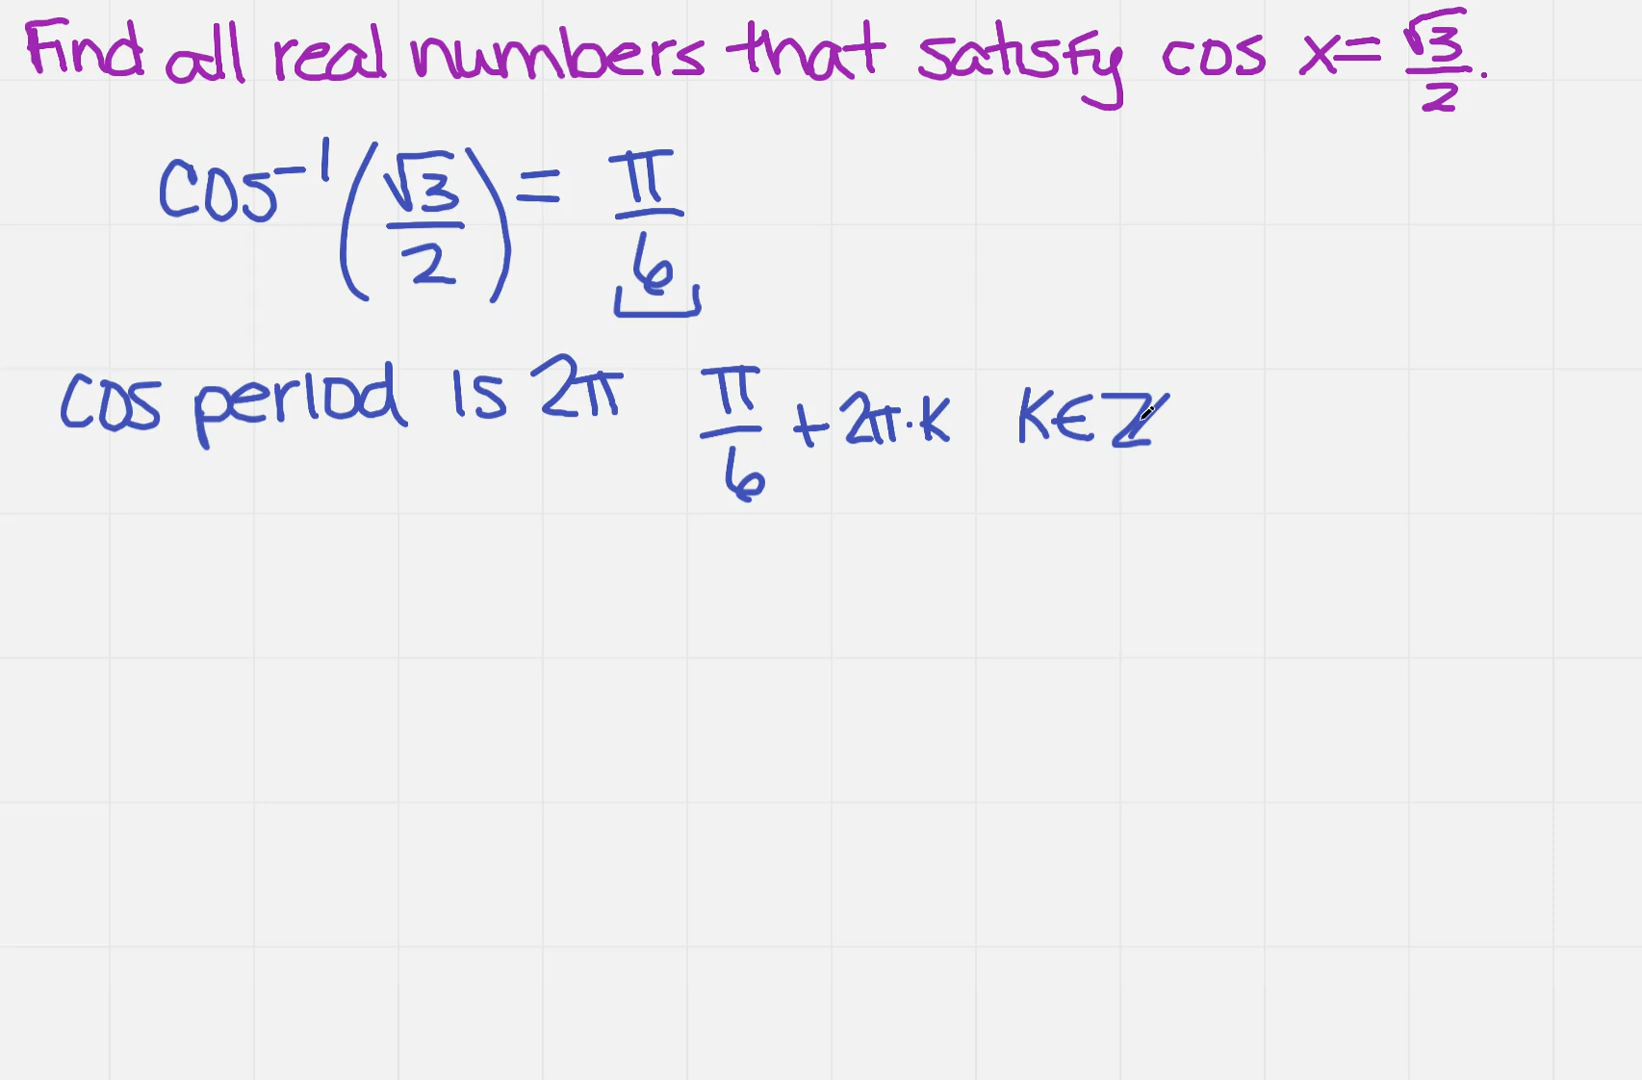 Find all real numbers that satisfy cos x = √3/2.
cos⁻¹(√3/2) = π/6
cos period is 2π π/6 + 2π·k k∈ℤ